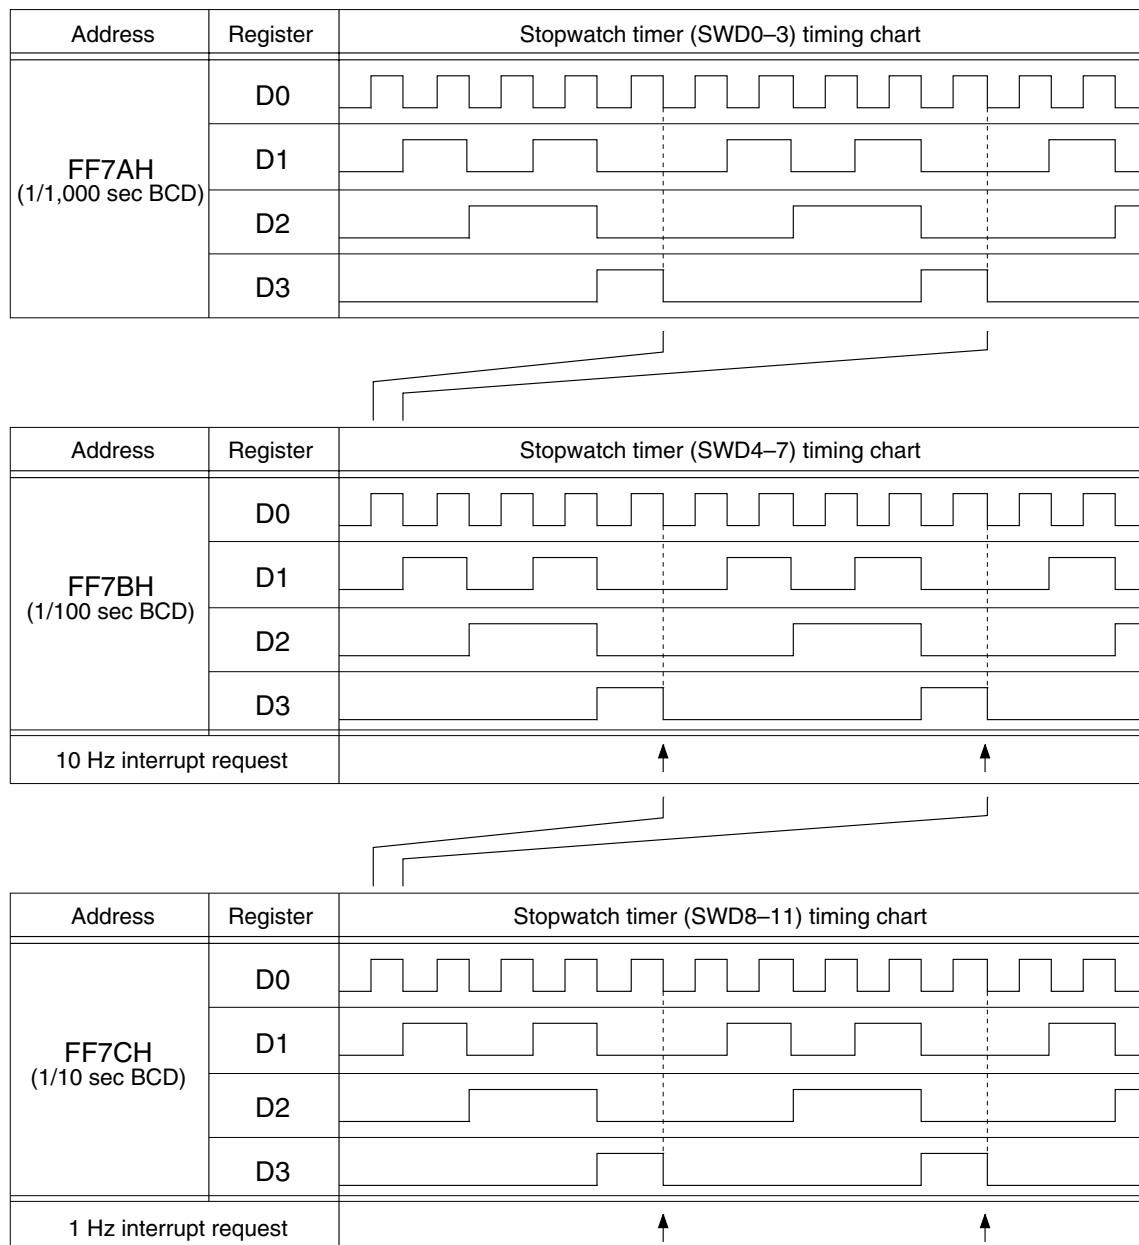 Address Register Stopwatch timer (SWD0–3) timing chart
FF7AH
(1/1,000 sec BCD)
D0
D1
D2
D3
Address Register Stopwatch timer (SWD4–7) timing chart
FF7BH
(1/100 sec BCD)
D0
D1
D2
D3
10 Hz interrupt request
Address Register Stopwatch timer (SWD8–11) timing chart
FF7CH
(1/10 sec BCD)
D0
D1
D2
D3
1 Hz interrupt request